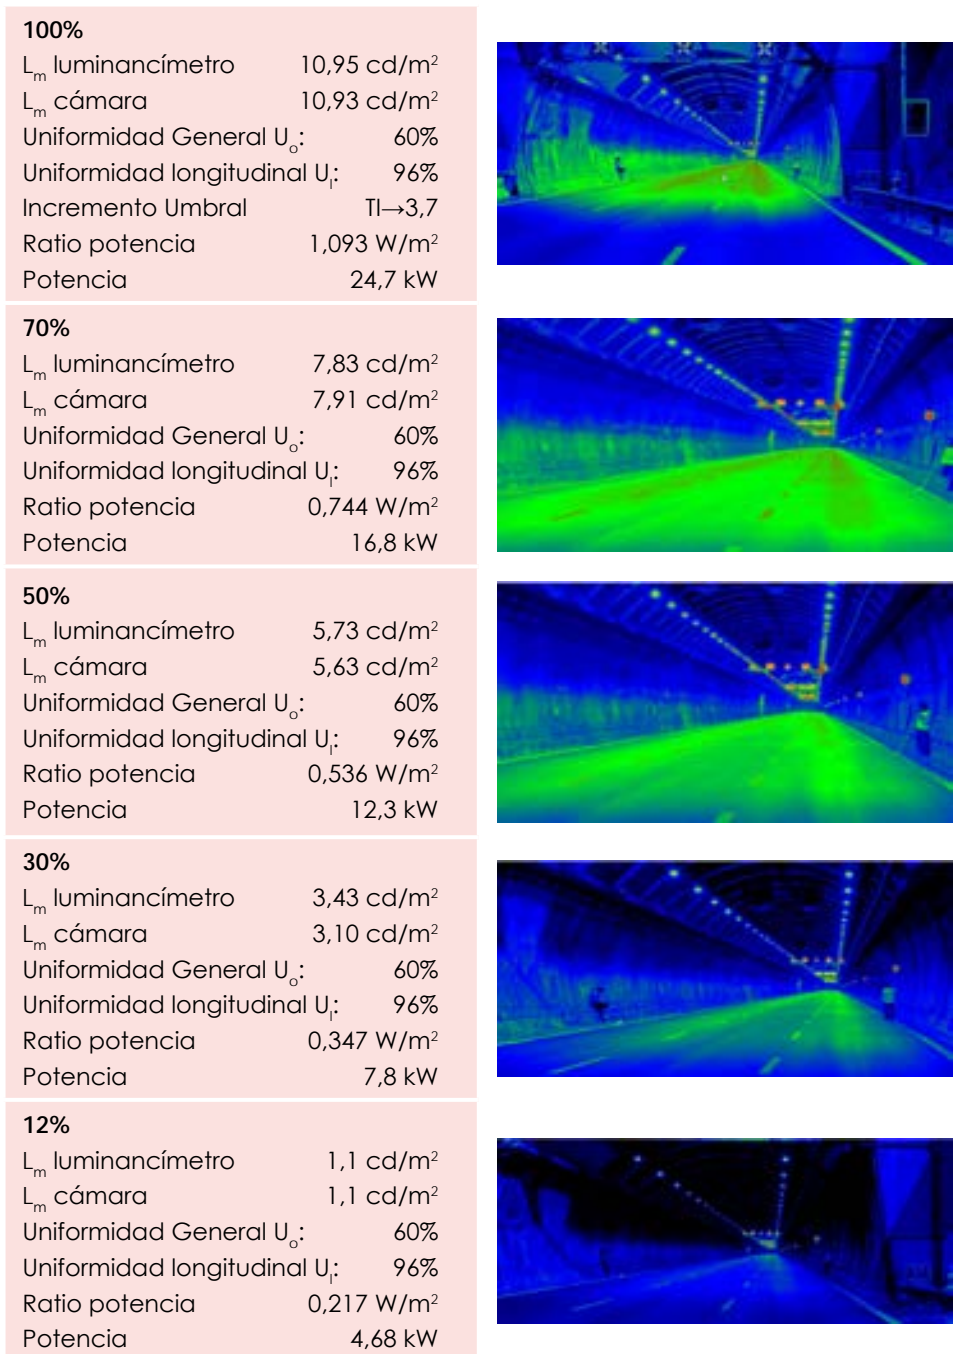 100%
Lm luminancímetro 10,95 cd/m²
Lm cámara 10,93 cd/m²
Uniformidad General Uo: 60%
Uniformidad longitudinal Ul: 96%
Incremento Umbral TI→3,7
Ratio potencia 1,093 W/m²
Potencia 24,7 kW
70%
Lm luminancímetro 7,83 cd/m²
Lm cámara 7,91 cd/m²
Uniformidad General Uo: 60%
Uniformidad longitudinal Ul: 96%
Ratio potencia 0,744 W/m²
Potencia 16,8 kW
50%
Lm luminancímetro 5,73 cd/m²
Lm cámara 5,63 cd/m²
Uniformidad General Uo: 60%
Uniformidad longitudinal Ul: 96%
Ratio potencia 0,536 W/m²
Potencia 12,3 kW
30%
Lm luminancímetro 3,43 cd/m²
Lm cámara 3,10 cd/m²
Uniformidad General Uo: 60%
Uniformidad longitudinal Ul: 96%
Ratio potencia 0,347 W/m²
Potencia 7,8 kW
12%
Lm luminancímetro 1,1 cd/m²
Lm cámara 1,1 cd/m²
Uniformidad General Uo: 60%
Uniformidad longitudinal Ul: 96%
Ratio potencia 0,217 W/m²
Potencia 4,68 kW